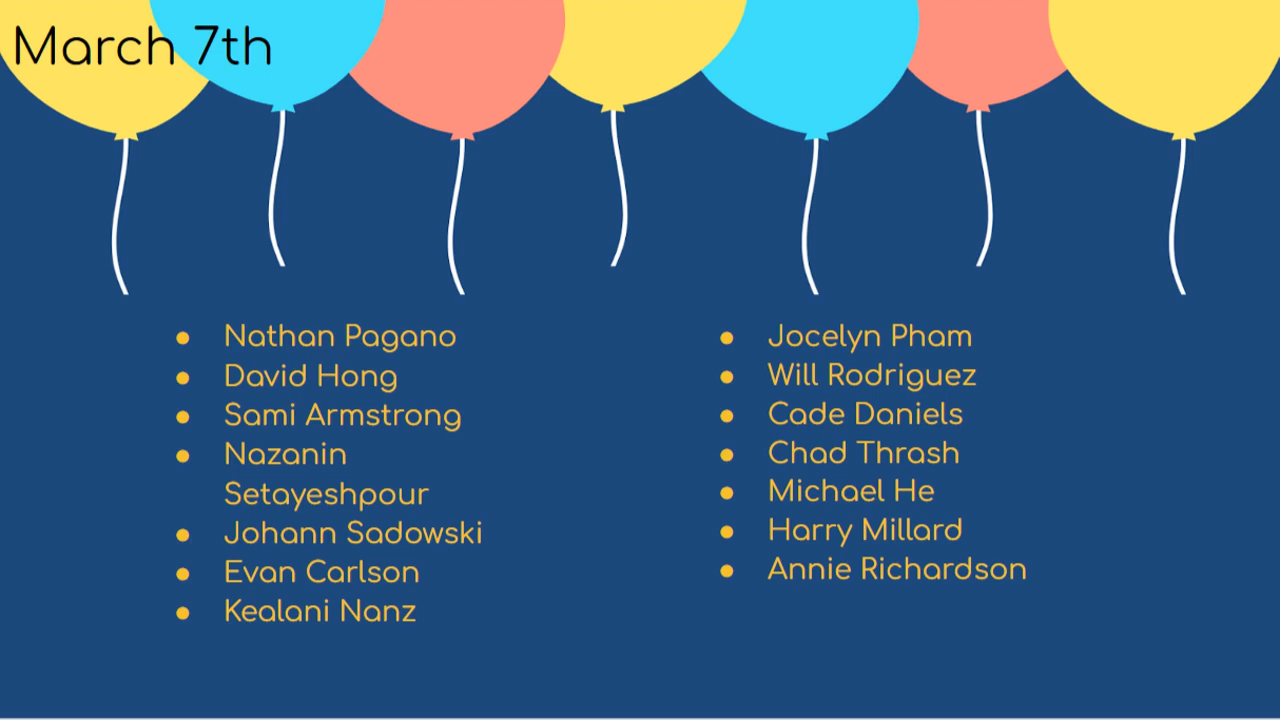 March 7th
● Nathan Pagano
● David Hong
● Sami Armstrong
● Nazanin
Setayeshpour
● Johann Sadowski
● Evan Carlson
● Kealani Nanz
● Jocelyn Pham
● Will Rodriguez
● Cade Daniels
● Chad Thrash
● Michael He
● Harry Millard
● Annie Richardson